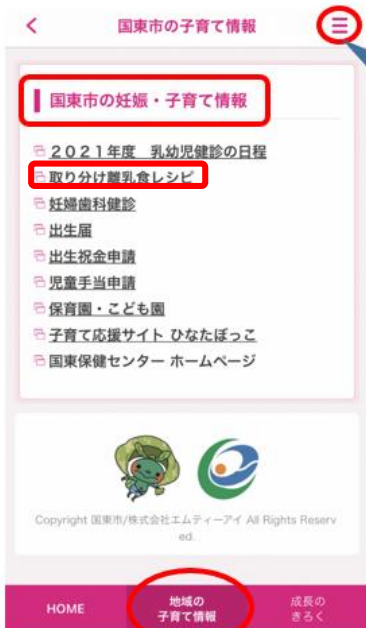 国東市の子育て情報
国東市の妊娠・子育て情報
２０２１年度　乳幼児健診の日程
取り分け離乳食レシピ
妊婦歯科健診
出生届
出生祝金申請
児童手当申請
保育園・こども園
子育て応援サイト ひなたぼっこ
国東保健センター ホームページ
Copyright 国東市/株式会社エムティーアイ All Rights Reserv
ed.
HOME
地域の
子育て情報
成長の
きろく